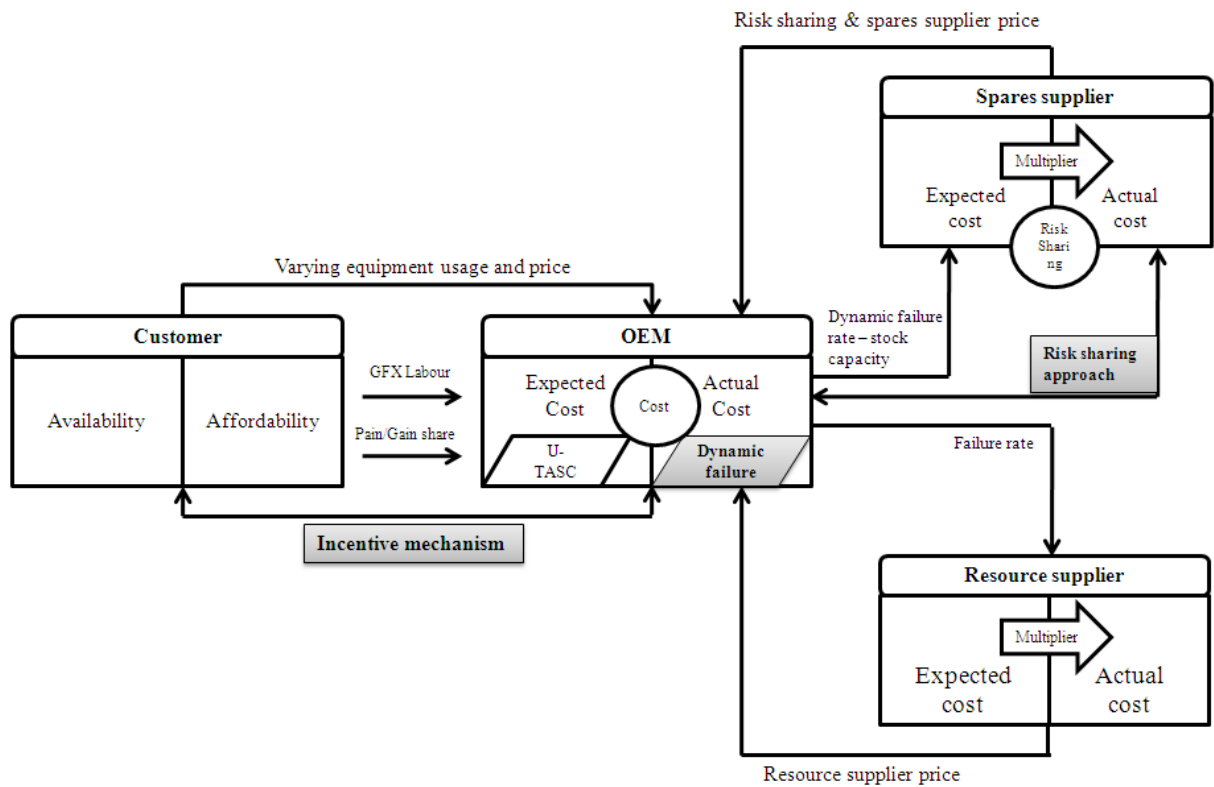 Risk sharing & spares supplier price
Spares supplier
Multiplier
Expected
cost
Actual
cost
Risk
Shari
ng
Varying equipment usage and price
Customer
Availability
Affordability
GFX Labour
Pain/Gain share
OEM
Expected
Cost
Cost
Actual
Cost
U-
TASC
Dynamic
failure
Dynamic failure
rate – stock
capacity
Risk sharing
approach
Failure rate
Incentive mechanism
Resource supplier
Multiplier
Expected
cost
Actual
cost
Resource supplier price